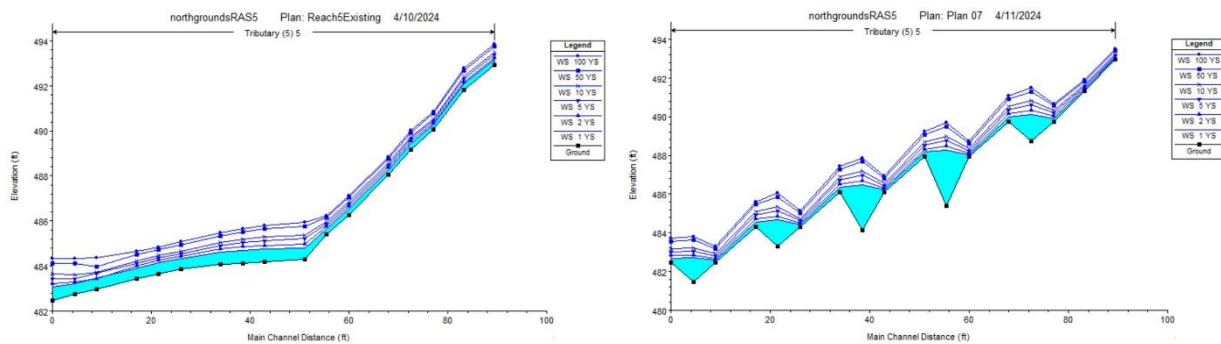 northgroundsRAS5 Plan: Reach5Existing 4/10/2024
Tributary (5) 5
494
492
490
488
486
484
482
0
20
40
60
80
100
Elevation (ft)
Main Channel Distance (ft)
Legend
WS 100 YS
WS 50 YS
WS 10 YS
WS 5 YS
WS 2 YS
WS 1 YS
Ground
northgroundsRAS5 Plan: Plan 07 4/11/2024
Tributary (5) 5
494
492
490
488
486
484
482
480
0
20
40
60
80
100
Elevation (ft)
Main Channel Distance (ft)
Legend
WS 100 YS
WS 50 YS
WS 10 YS
WS 5 YS
WS 2 YS
WS 1 YS
Ground